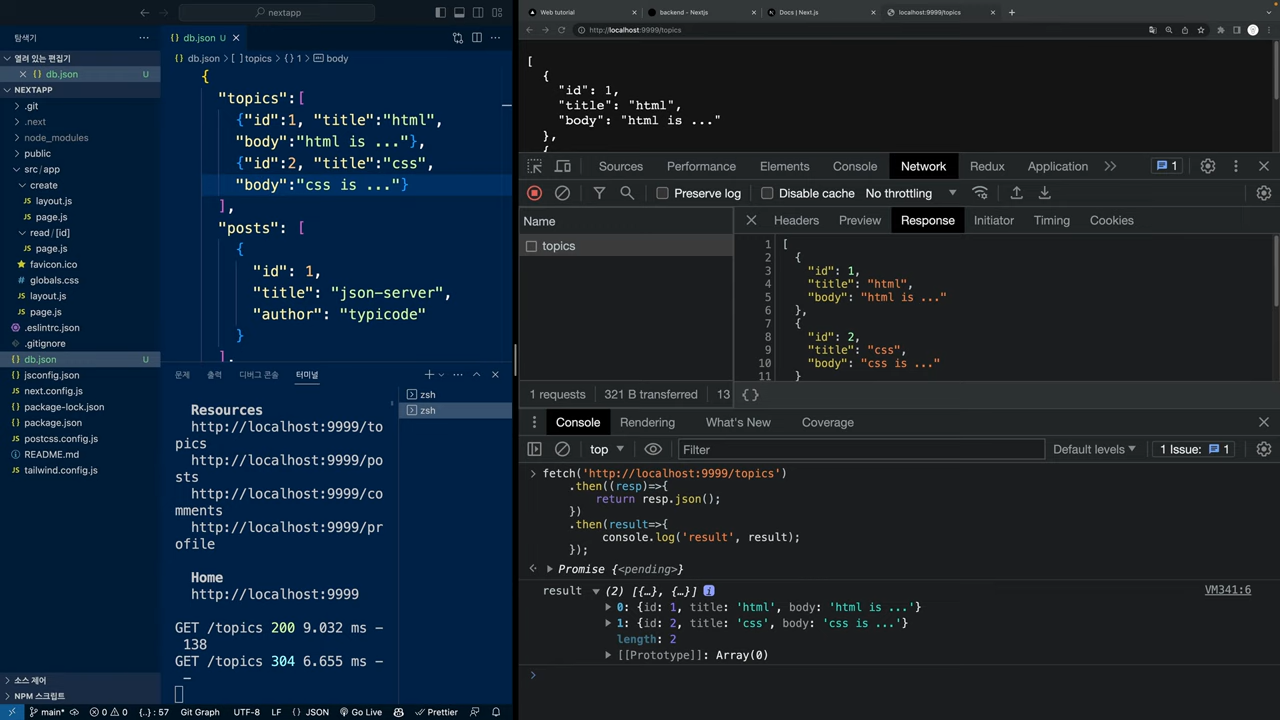 nextapp
탐색기
열려 있는 편집기
db.json U
NEXTAPP
.git
.next
node_modules
public
src/app
create
layout.js
page.js
read/[id]
page.js
favicon.ico
globals.css
layout.js
page.js
.eslintrc.json
.gitignore
db.json U
jsconfig.json
next.config.js
package-lock.json
package.json
postcss.config.js
README.md
tailwind.config.js
소스 제어
NPM 스크립트
db.json U
db.json > [ ] topics > {} 1 > body
{
"topics":[
{"id":1, "title":"html",
"body":"html is ..."},
{"id":2, "title":"css",
"body":"css is ..."}
],
"posts": [
{
"id": 1,
"title": "json-server",
"author": "typicode"
}
],
문제 출력 디버그 콘솔 터미널
zsh
zsh
Resources
http://localhost:9999/to
pics
http://localhost:9999/po
sts
http://localhost:9999/co
mments
http://localhost:9999/pr
ofile
Home
http://localhost:9999
GET /topics 200 9.032 ms -
138
GET /topics 304 6.655 ms -
-
main* 0 0 {..}: 57 Git Graph UTF-8 LF {} JSON Go Live Prettier
Web tutorial backend - Nextjs Docs | Next.js localhost:9999/topics
http://localhost:9999/topics
[
{
"id": 1,
"title": "html",
"body": "html is ..."
},
{
Sources Performance Elements Console Network Redux Application 1
Preserve log Disable cache No throttling
Name
topics
Headers Preview Response Initiator Timing Cookies
1 [
2 {
3 "id": 1,
4 "title": "html",
5 "body": "html is ..."
6 },
7 {
8 "id": 2,
9 "title": "css",
10 "body": "css is ..."
11 }
1 requests 321 B transferred 13 {}
Console Rendering What's New Coverage
top Filter Default levels 1 Issue: 1
fetch('http://localhost:9999/topics')
.then((resp)=>{
return resp.json();
})
.then(result=>{
console.log('result', result);
});
Promise {<pending>}
result (2) [{…}, {…}] i VM341:6
0: {id: 1, title: 'html', body: 'html is ...'}
1: {id: 2, title: 'css', body: 'css is ...'}
length: 2
[[Prototype]]: Array(0)